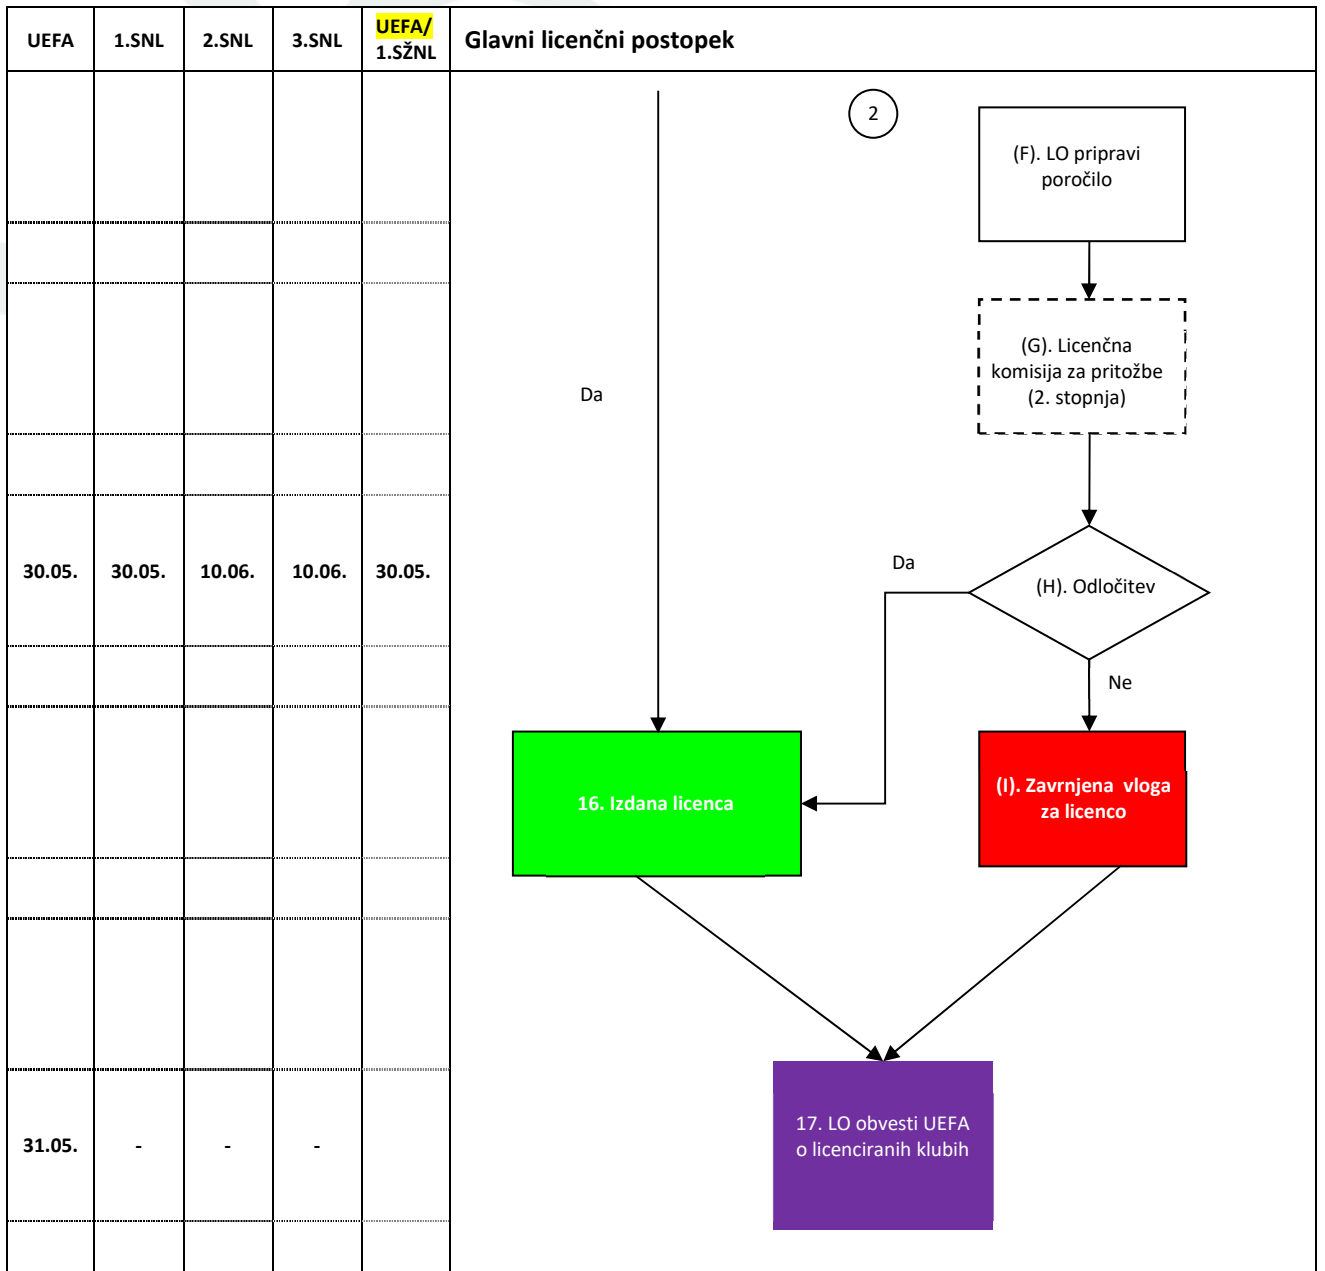 UEFA
1.SNL
2.SNL
3.SNL
UEFA/
1.SŽNL
Glavni licenčni postopek
2
(F). LO pripravi
poročilo
(G). Licenčna
komisija za pritožbe
(2. stopnja)
Da
30.05.
30.05.
10.06.
10.06.
30.05.
Da
(H). Odločitev
Ne
16. Izdana licenca
(I). Zavrnjena vloga
za licenco
31.05.
-
-
-
17. LO obvesti UEFA
o licenciranih klubih